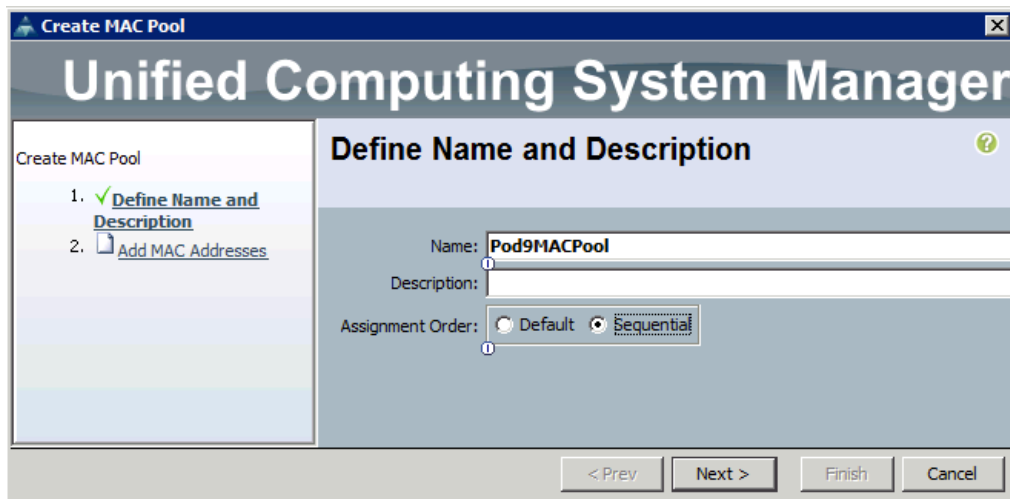 Create MAC Pool
Unified Computing System Manager
Create MAC Pool
1. Define Name and
Description
2. Add MAC Addresses
Define Name and Description
Name: Pod9MACPool
Description:
Assignment Order: Default Sequential
< Prev Next > Finish Cancel